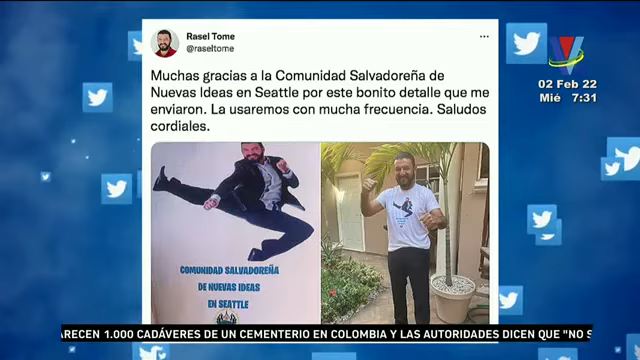 Rasel Tome
@raseltome
Muchas gracias a la Comunidad Salvadoreña de
Nuevas Ideas en Seattle por este bonito detalle que me
enviaron. La usaremos con mucha frecuencia. Saludos
cordiales.
02 Feb 22
Mié 7:31
COMUNIDAD SALVADOREÑA
DE NUEVAS IDEAS
EN SEATTLE
ARECEN 1.000 CADÁVERES DE UN CEMENTERIO EN COLOMBIA Y LAS AUTORIDADES DICEN QUE "NO S